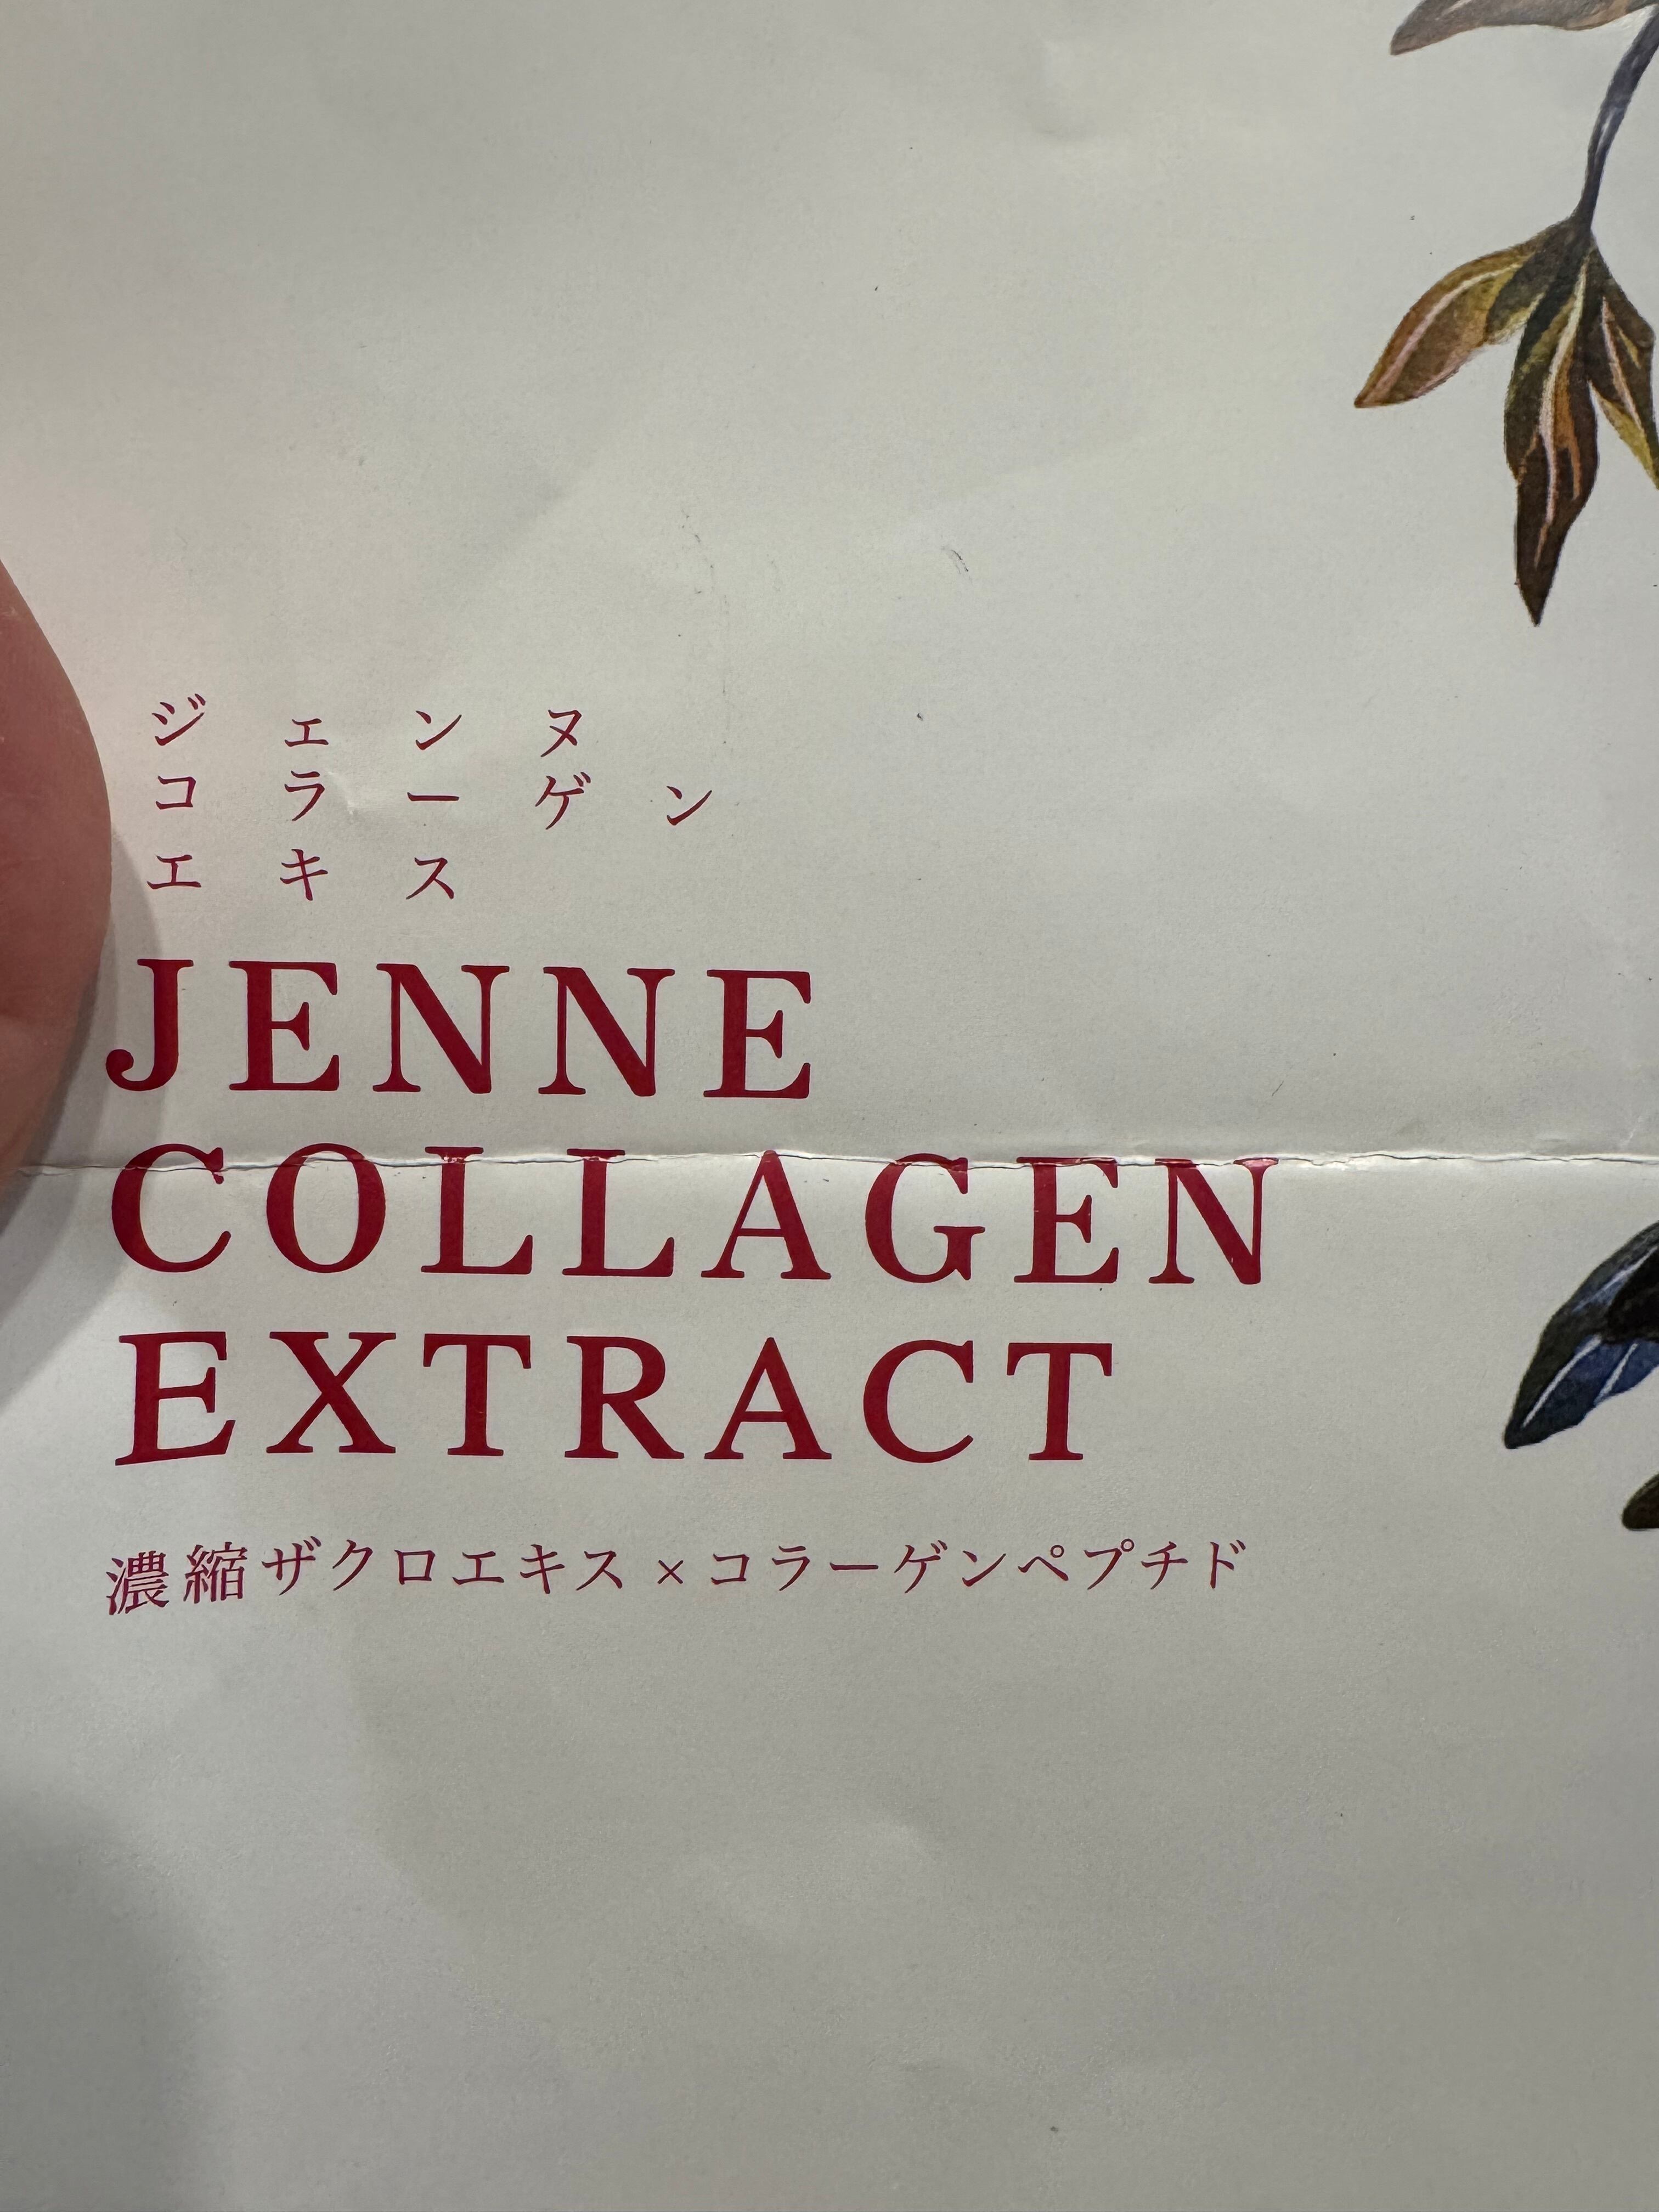 ジェンヌ
コラーゲン
エキス
JENNE
COLLAGEN
EXTRACT
濃縮ザクロエキス×コラーゲンペプチド